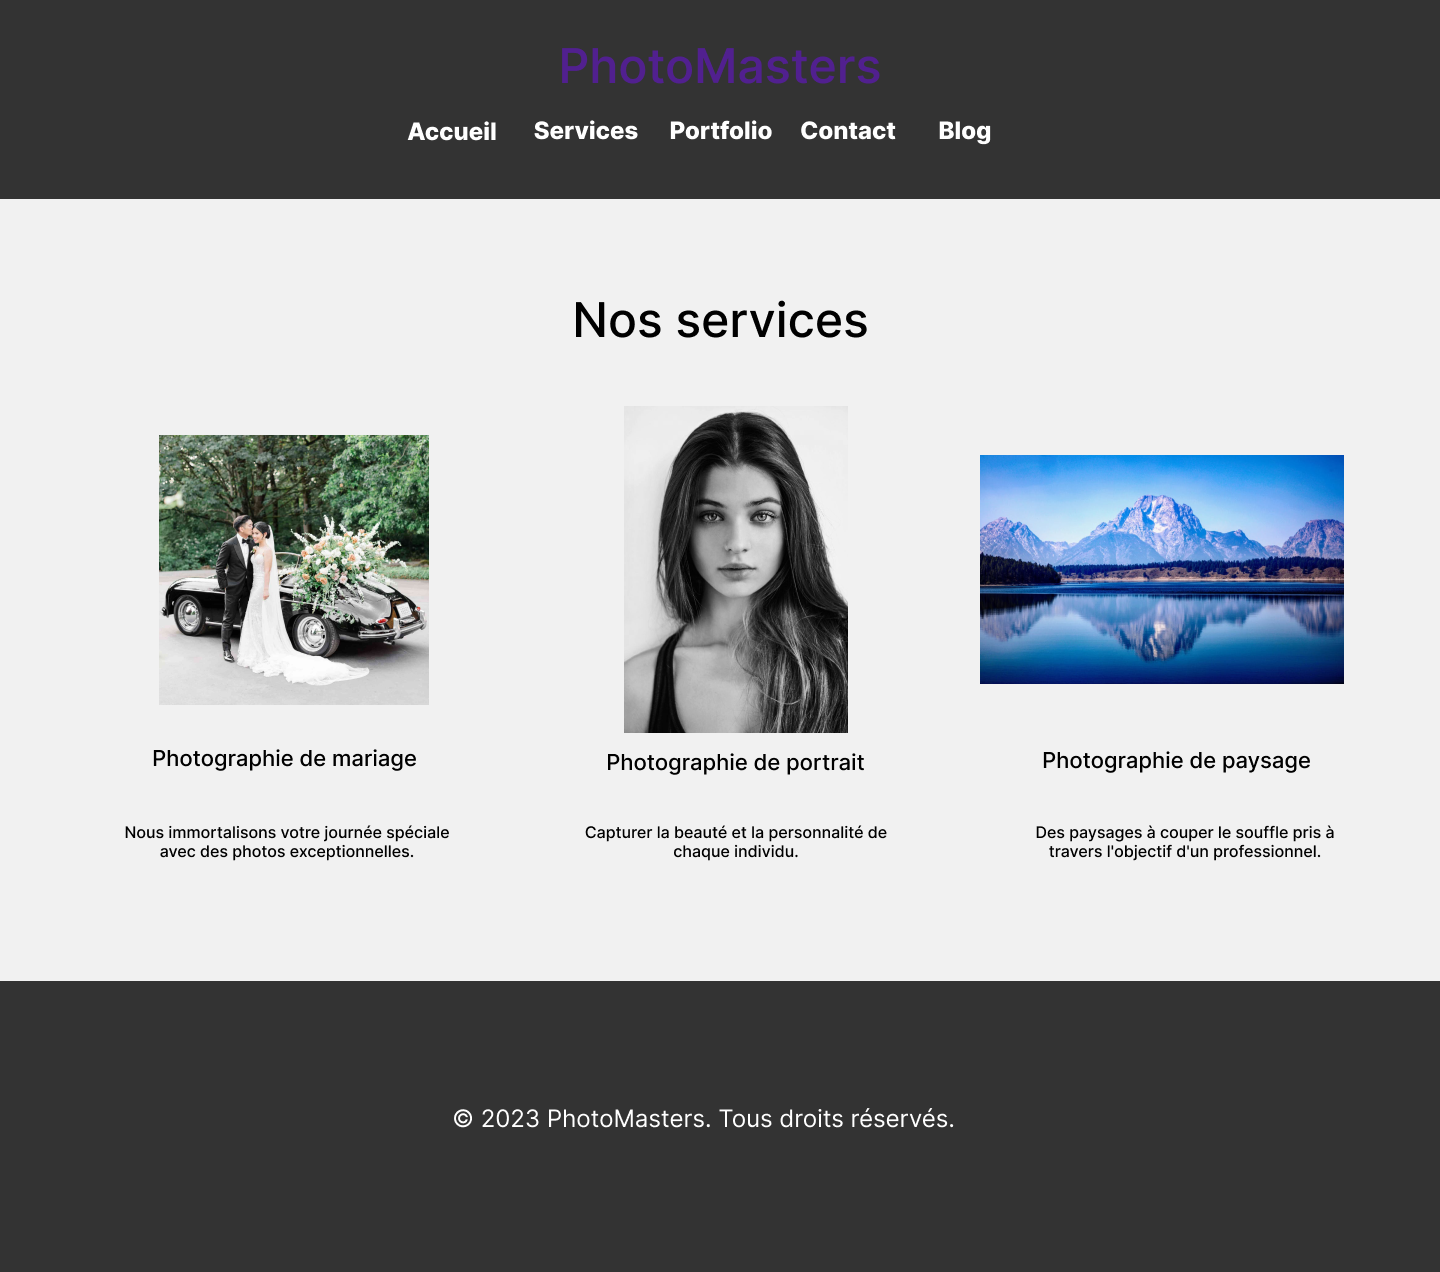 PhotoMasters
Accueil Services Portfolio Contact Blog
Nos services
Photographie de mariage
Photographie de portrait
Photographie de paysage
Nous immortalisons votre journée spéciale
avec des photos exceptionnelles.
Capturer la beauté et la personnalité de
chaque individu.
Des paysages à couper le souffle pris à
travers l'objectif d'un professionnel.
© 2023 PhotoMasters. Tous droits réservés.